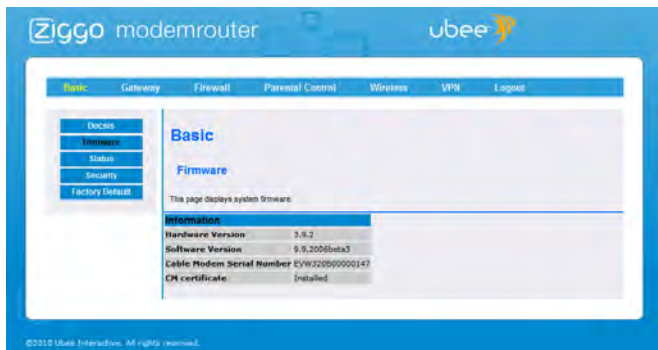 Ziggo modemrouter ubee
Basic Gateway Firewall Parental Control Wireless VPN Logout
Docsis
Firmware
Status
Security
Factory Default
Basic
Firmware
This page displays system firmware.
Information
Hardware Version 3.9.2
Software Version 9.9.2006beta3
Cable Modem Serial Number EVW320B00000147
CM certificate Installed
©2010 Ubee Interactive. All rights reserved.